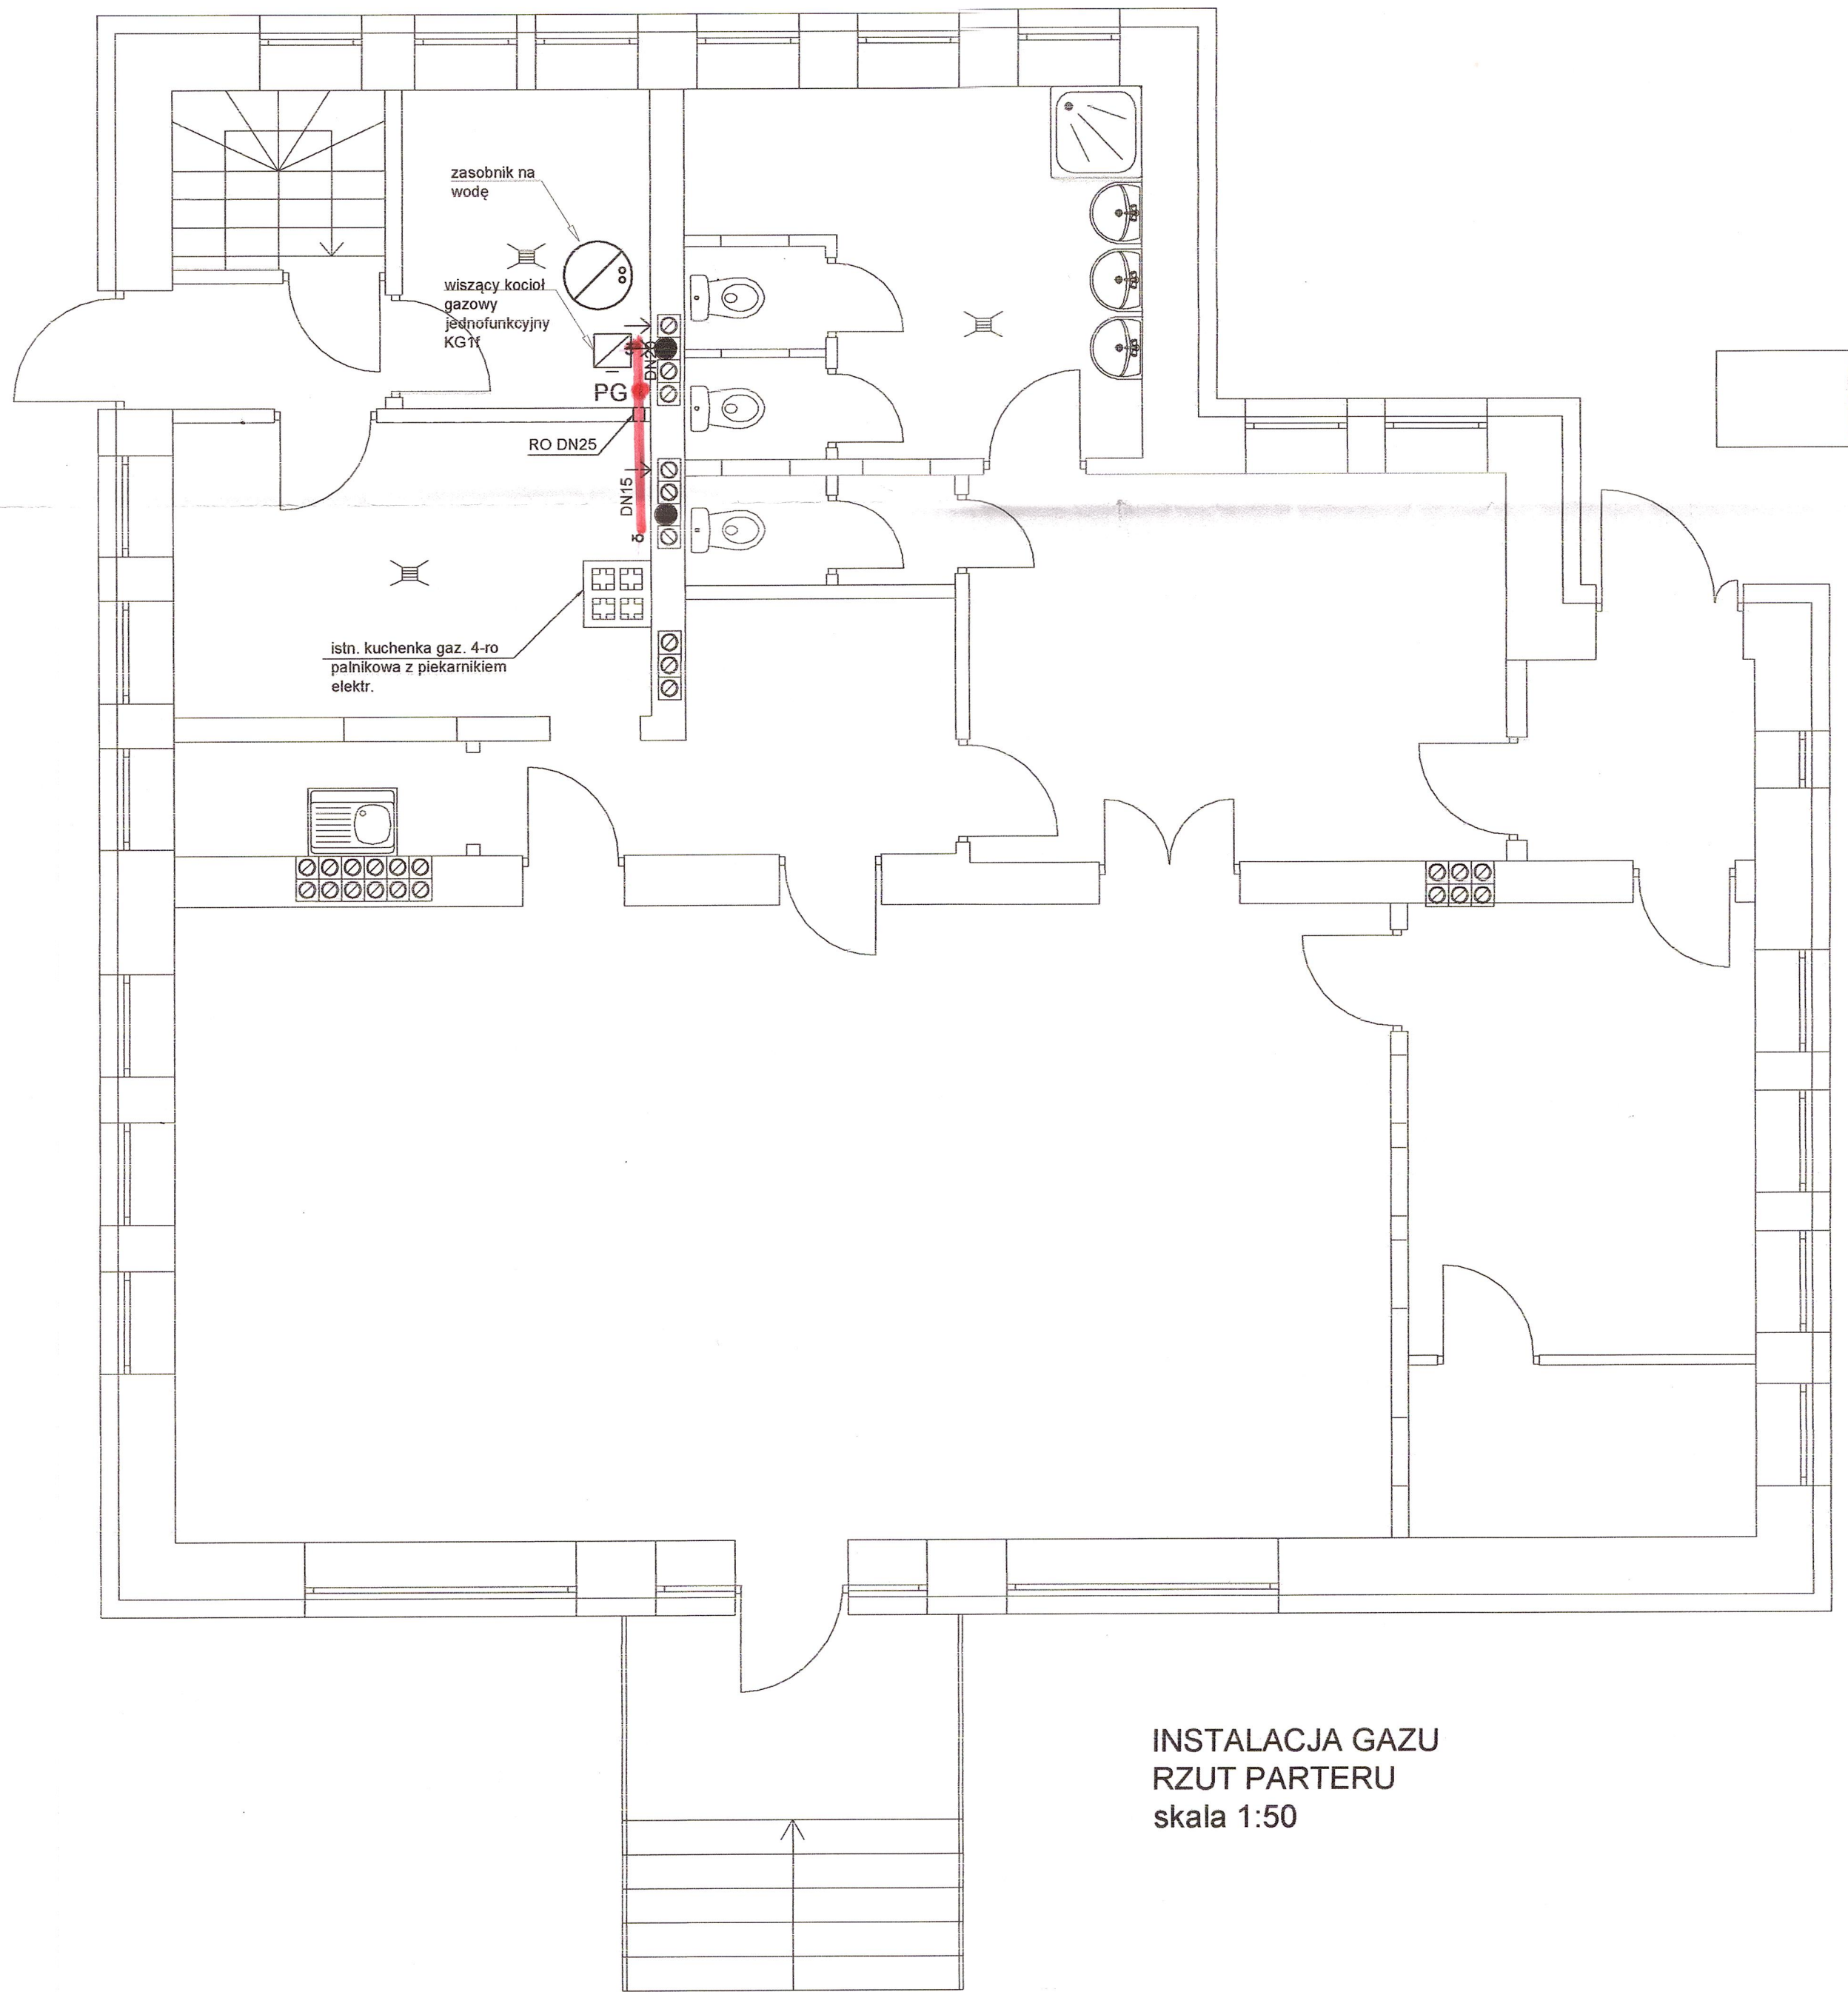 zasobnik na
wodę
wiszący kocioł
gazowy
jednofunkcyjny
KG1f
DN20
PG
RO DN25
DN15
istn. kuchenka gaz. 4-ro
palnikowa z piekarnikiem
elektr.
INSTALACJA GAZU
RZUT PARTERU
skala 1:50